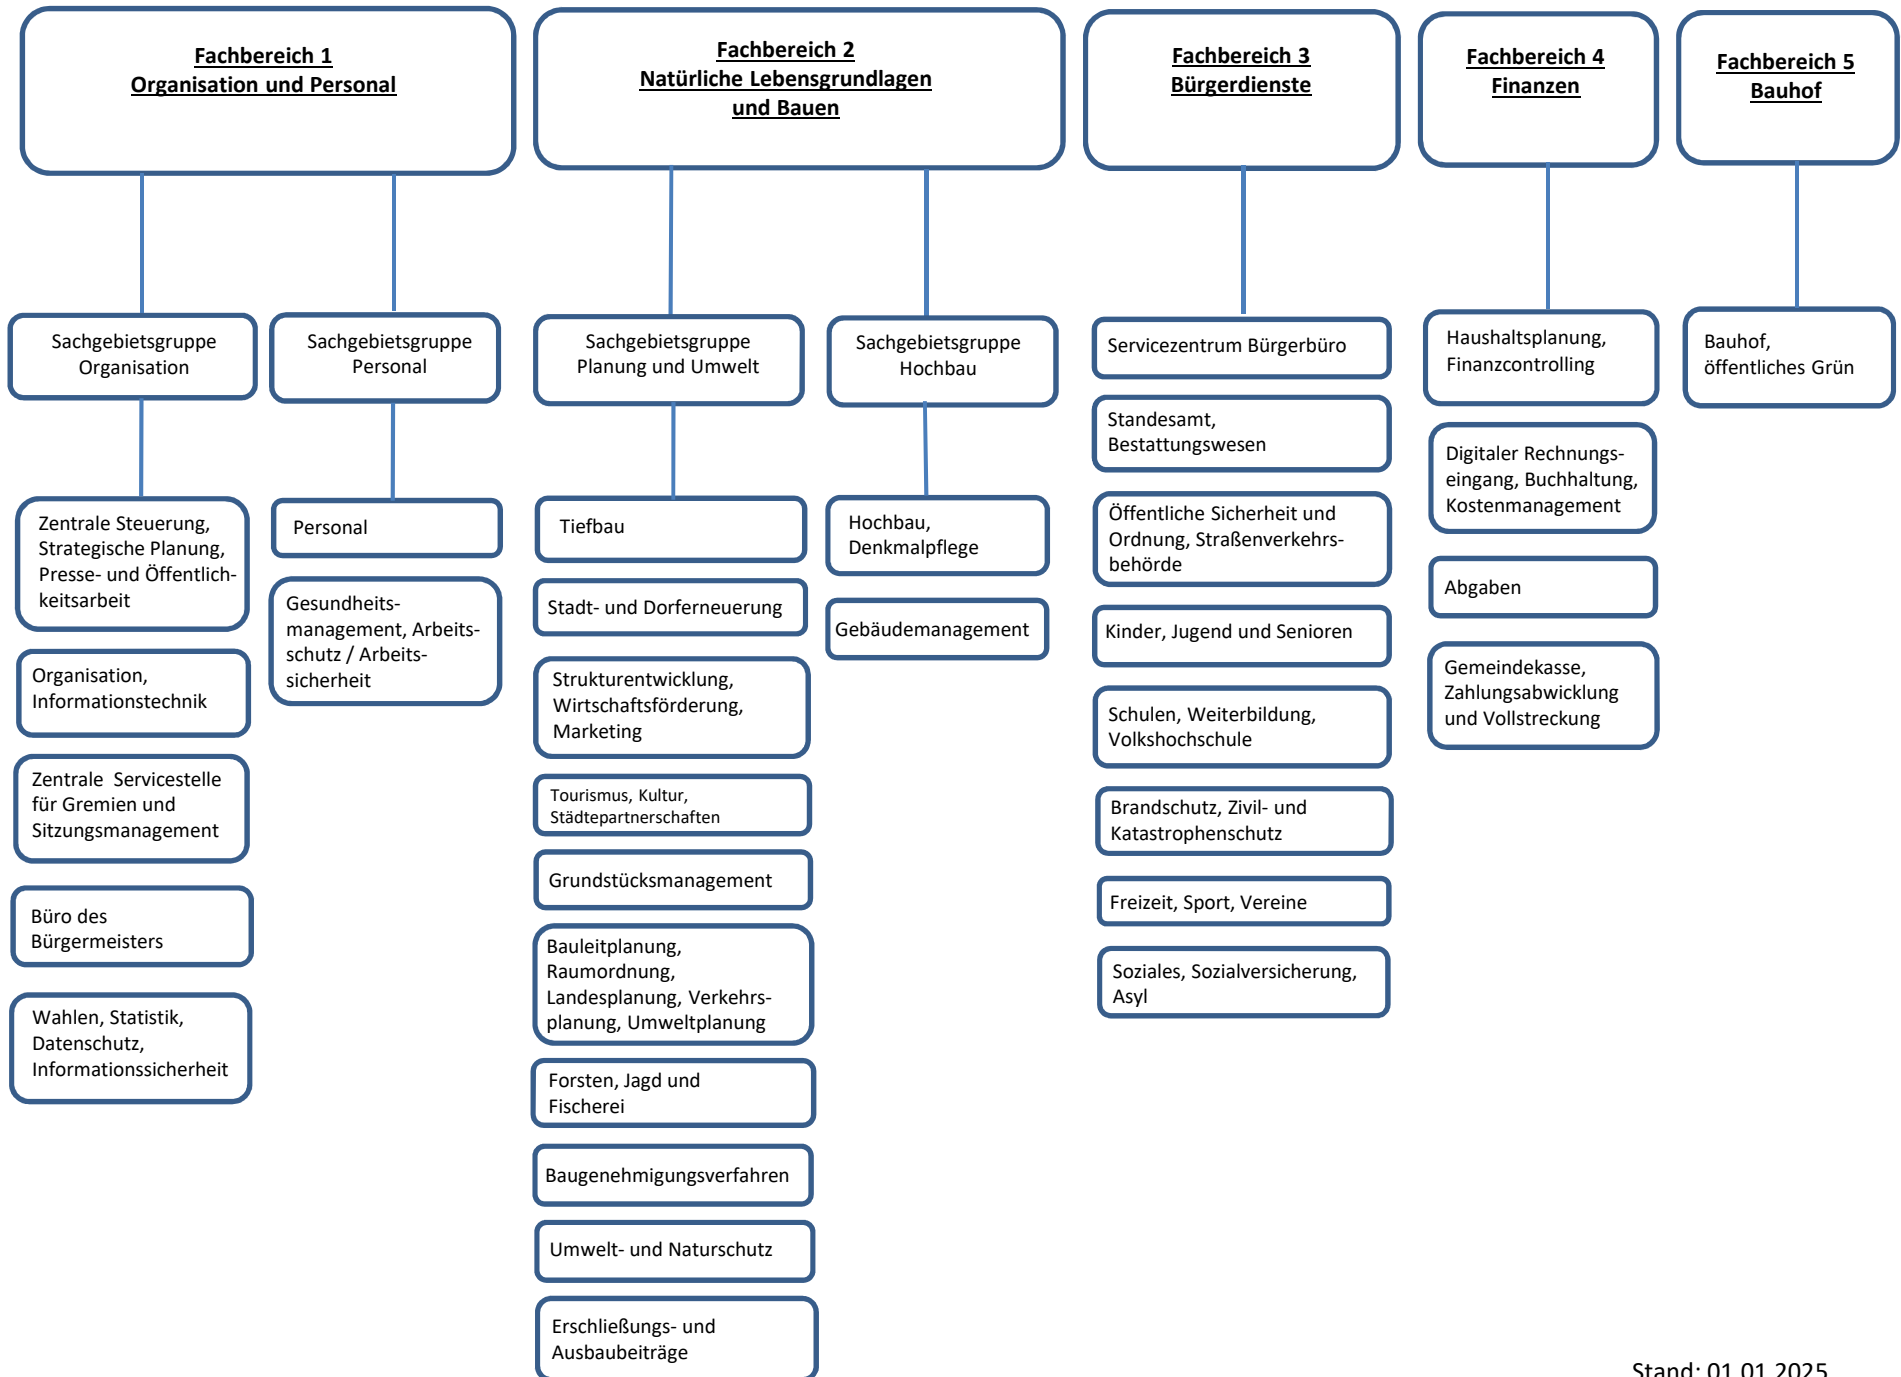 Fachbereich 1
Organisation und Personal
Fachbereich 2
Natürliche Lebensgrundlagen
und Bauen
Fachbereich 3
Bürgerdienste
Fachbereich 4
Finanzen
Fachbereich 5
Bauhof
Sachgebietsgruppe
Organisation
Zentrale Steuerung,
Strategische Planung,
Presse- und Öffentlich-
keitsarbeit
Organisation,
Informationstechnik
Zentrale Servicestelle
für Gremien und
Sitzungsmanagement
Büro des
Bürgermeisters
Wahlen, Statistik,
Datenschutz,
Informationssicherheit
Sachgebietsgruppe
Personal
Personal
Gesundheits-
management, Arbeits-
schutz / Arbeits-
sicherheit
Sachgebietsgruppe
Planung und Umwelt
Tiefbau
Stadt- und Dorferneuerung
Strukturentwicklung,
Wirtschaftsförderung,
Marketing
Tourismus, Kultur,
Städtepartnerschaften
Grundstücksmanagement
Bauleitplanung,
Raumordnung,
Landesplanung, Verkehrs-
planung, Umweltplanung
Forsten, Jagd und
Fischerei
Baugenehmigungsverfahren
Umwelt- und Naturschutz
Erschließungs- und
Ausbaubeiträge
Sachgebietsgruppe
Hochbau
Hochbau,
Denkmalpflege
Gebäudemanagement
Servicezentrum Bürgerbüro
Standesamt,
Bestattungswesen
Öffentliche Sicherheit und
Ordnung, Straßenverkehrs-
behörde
Kinder, Jugend und Senioren
Schulen, Weiterbildung,
Volkshochschule
Brandschutz, Zivil- und
Katastrophenschutz
Freizeit, Sport, Vereine
Soziales, Sozialversicherung,
Asyl
Haushaltsplanung,
Finanzcontrolling
Digitaler Rechnungs-
eingang, Buchhaltung,
Kostenmanagement
Abgaben
Gemeindekasse,
Zahlungsabwicklung
und Vollstreckung
Bauhof,
öffentliches Grün
Stand: 01.01.2025